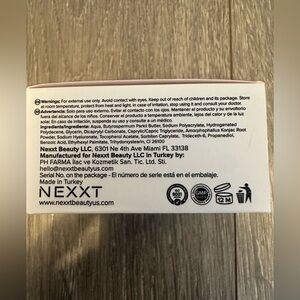 Warnings: For external use only. Avoid contact with eyes. Keep out of reach of children and its package. Store
at room temperature, protect from heat and light. In case of irritation, stop using it and consult your doctor.
Advertencia: Solo para uso externo. Evitar el contacto con los ojos. Mantener el producto y su envoltorio
fuera del alcance de los niños. Conserver el producto a temperatura ambiente, lejos del calor y de la luz
solar. En caso de irritación, suspenda su uso y consulte a un medico.
Ingredients/Ingrediente: Aqua, Butyrospermum Parkii Butter, Sodium Polyacrylate, Hydrogenated
Polydecene, Glycerin, Dicaprylyl Carbonate, Caprylic/Capric Triglyceride, Amorphophallus Konjac Root
Powder, Sodium Hyaluronate, Tocopheryl Acetate, Sorbitan Caprylate, Trideceth-6, Propanediol,
Benzoic Acid, Ethylhexyl Palmitate, Trihydroxystearin, CI 26100
Nexxt Beauty LLC, 6301 Ne 4th Ave Miami FL 33138
Manufactured for Nexxt Beauty LLC in Turkey by:
PH FARMA İlac ve Kozmetik San. Tic. Ltd. Sti.
hello@nexxtbeautyus.com
Serial No. on the package - El número de serie está en el embalaje.
Made in Turkey
NEXXT
www.nexxtbeautyus.com
GMP
12 M